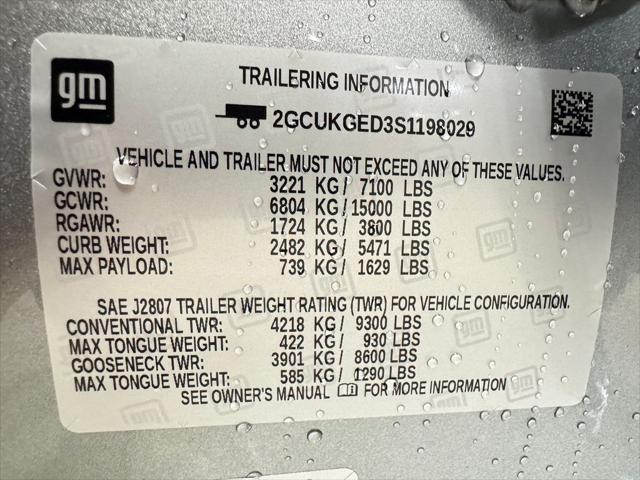 gm
TRAILERING INFORMATION
2GCUKGED3S1198029
VEHICLE AND TRAILER MUST NOT EXCEED ANY OF THESE VALUES.
GVWR: 3221 KG / 7100 LBS
GCWR: 6804 KG / 15000 LBS
RGAWR: 1724 KG / 3800 LBS
CURB WEIGHT: 2482 KG / 5471 LBS
MAX PAYLOAD: 739 KG / 1629 LBS
SAE J2807 TRAILER WEIGHT RATING (TWR) FOR VEHICLE CONFIGURATION.
CONVENTIONAL TWR: 4218 KG / 9300 LBS
MAX TONGUE WEIGHT: 422 KG / 930 LBS
GOOSENECK TWR: 3901 KG / 8600 LBS
MAX TONGUE WEIGHT: 585 KG / 1290 LBS
SEE OWNER'S MANUAL FOR MORE INFORMATION